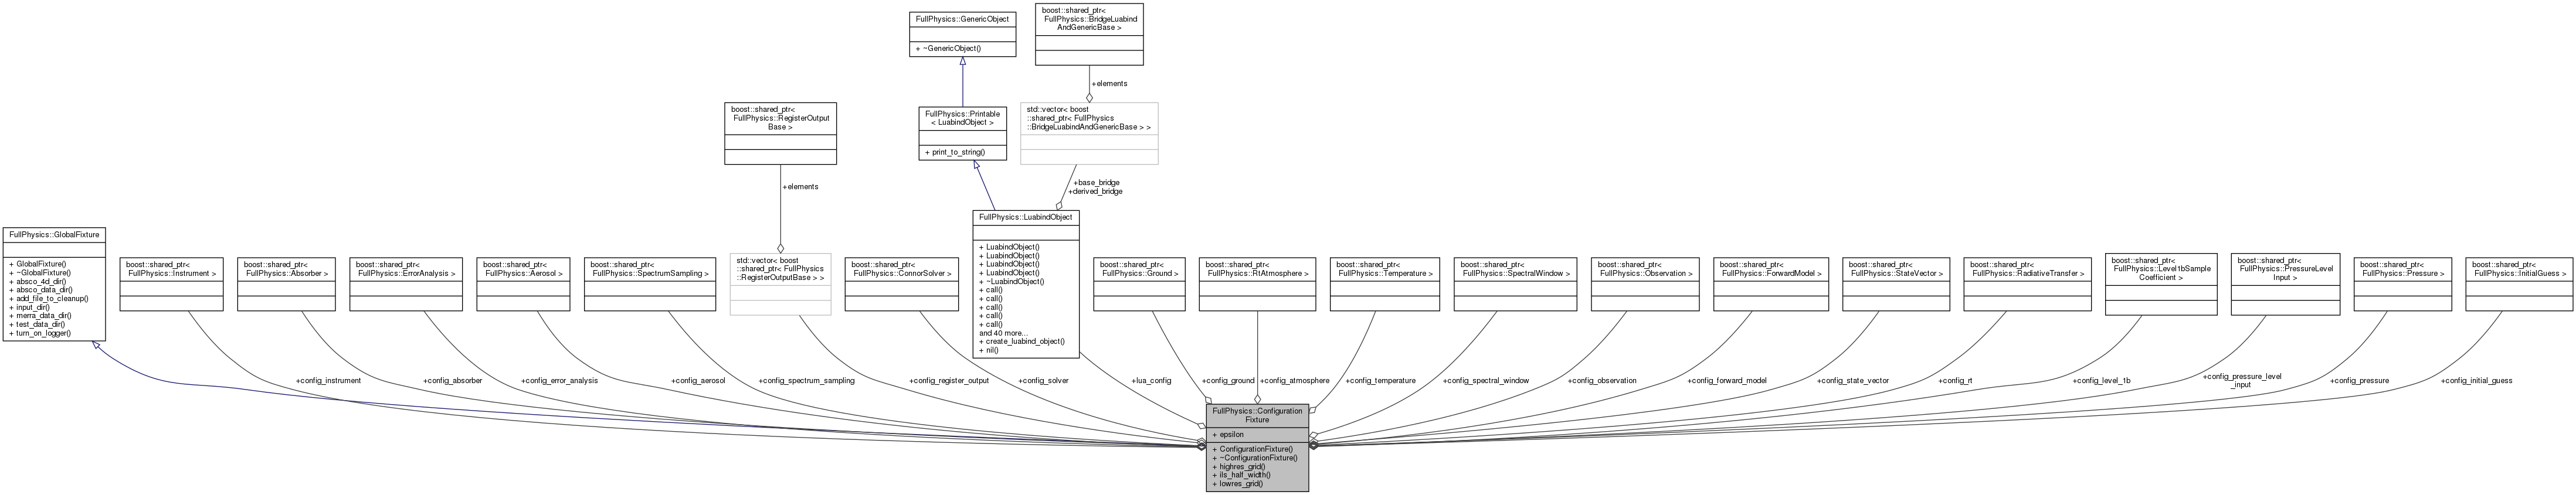 FullPhysics::GenericObject
+ ~GenericObject()
boost::shared_ptr<
FullPhysics::BridgeLuabind
AndGenericBase >
+elements
boost::shared_ptr<
FullPhysics::RegisterOutput
Base >
+elements
FullPhysics::Printable
< LuabindObject >
+ print_to_string()
std::vector< boost
::shared_ptr< FullPhysics
::BridgeLuabindAndGenericBase > >
+base_bridge
+derived_bridge
FullPhysics::GlobalFixture
+ GlobalFixture()
+ ~GlobalFixture()
+ absco_4d_dir()
+ absco_data_dir()
+ add_file_to_cleanup()
+ input_dir()
+ merra_data_dir()
+ test_data_dir()
+ turn_on_logger()
boost::shared_ptr<
FullPhysics::Instrument >
boost::shared_ptr<
FullPhysics::Absorber >
boost::shared_ptr<
FullPhysics::ErrorAnalysis >
boost::shared_ptr<
FullPhysics::Aerosol >
boost::shared_ptr<
FullPhysics::SpectrumSampling >
std::vector< boost
::shared_ptr< FullPhysics
::RegisterOutputBase > >
boost::shared_ptr<
FullPhysics::ConnorSolver >
FullPhysics::LuabindObject
+ LuabindObject()
+ LuabindObject()
+ LuabindObject()
+ LuabindObject()
+ ~LuabindObject()
+ call()
+ call()
+ call()
+ call()
+ call()
and 40 more...
+ create_luabind_object()
+ nil()
boost::shared_ptr<
FullPhysics::Ground >
boost::shared_ptr<
FullPhysics::RtAtmosphere >
boost::shared_ptr<
FullPhysics::Temperature >
boost::shared_ptr<
FullPhysics::SpectralWindow >
boost::shared_ptr<
FullPhysics::Observation >
boost::shared_ptr<
FullPhysics::ForwardModel >
boost::shared_ptr<
FullPhysics::StateVector >
boost::shared_ptr<
FullPhysics::RadiativeTransfer >
boost::shared_ptr<
FullPhysics::Level1bSample
Coefficient >
boost::shared_ptr<
FullPhysics::PressureLevel
Input >
boost::shared_ptr<
FullPhysics::Pressure >
boost::shared_ptr<
FullPhysics::InitialGuess >
+config_instrument
+config_absorber
+config_error_analysis
+config_aerosol
+config_spectrum_sampling
+config_register_output
+config_solver
+lua_config
+config_ground
+config_atmosphere
+config_temperature
+config_spectral_window
+config_observation
+config_forward_model
+config_state_vector
+config_rt
+config_level_1b
+config_pressure_level
_input
+config_pressure
+config_initial_guess
FullPhysics::Configuration
Fixture
+ epsilon
+ ConfigurationFixture()
+ ~ConfigurationFixture()
+ highres_grid()
+ ils_half_width()
+ lowres_grid()